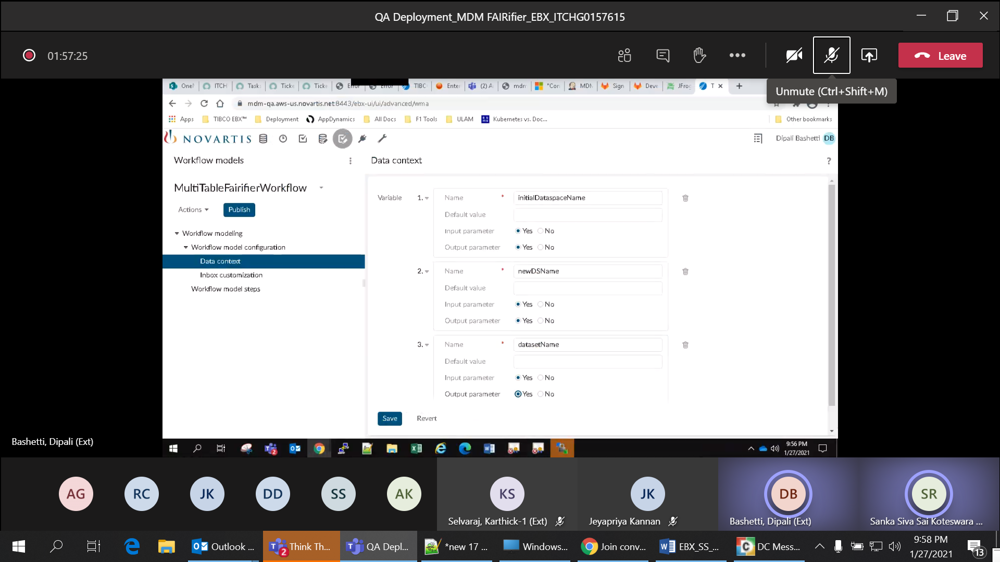 QA Deployment_MDM FAIRifier_EBX_ITCHG0157615
01:57:25
Leave
Unmute (Ctrl+Shift+M)
OneN ITCH Task Ticke Ticke Error Error TIBC Enter (2) A mdm "Con MDM Sign Deve JFrog T
mdm-qa.aws-us.novartis.net:8443/ebx-ui/ui/advanced/wma
Apps TIBCO EBX™ Deployment AppDynamics All Docs F1 Tools ULAM Kubernetes vs. Doc... Other bookmarks
NOVARTIS
Dipali Bashetti DB
Workflow models
Data context
?
MultiTableFairifierWorkflow
Actions
Publish
Workflow modeling
Workflow model configuration
Data context
Inbox customization
Workflow model steps
Variable
1. Name * initialDataspaceName
Default value
Input parameter Yes No
Output parameter Yes No
2. Name * newDSName
Default value
Input parameter Yes No
Output parameter Yes No
3. Name * datasetName
Default value
Input parameter Yes No
Output parameter Yes No
Save Revert
Bashetti, Dipali (Ext)
9:56 PM
1/27/2021
AG RC JK DD SS AK KS JK DB SR
Selvaraj, Karthick-1 (Ext)
Jeyapriya Kannan
Bashetti, Dipali (Ext)
Sanka Siva Sai Koteswara ...
Outlook ...
2
Think Th...
QA Depl...
*new 17 ...
Windows...
Join conv...
EBX_SS_...
DC Mess...
9:58 PM
1/27/2021
13